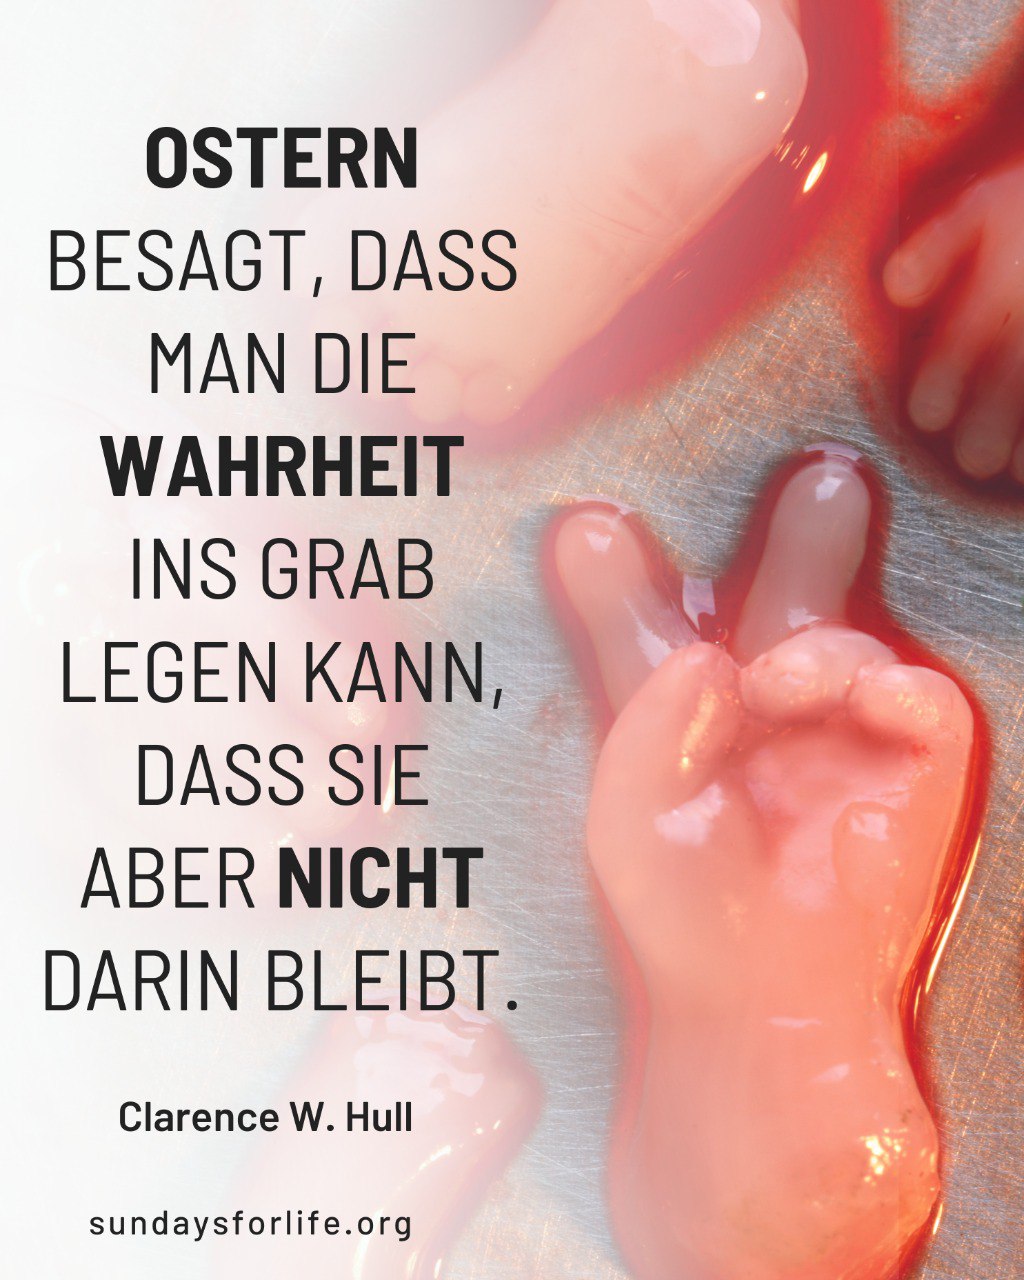 OSTERN
BESAGT, DASS
MAN DIE
WAHRHEIT
INS GRAB
LEGEN KANN,
DASS SIE
ABER NICHT
DARIN BLEIBT.
Clarence W. Hull
sundaysforlife.org